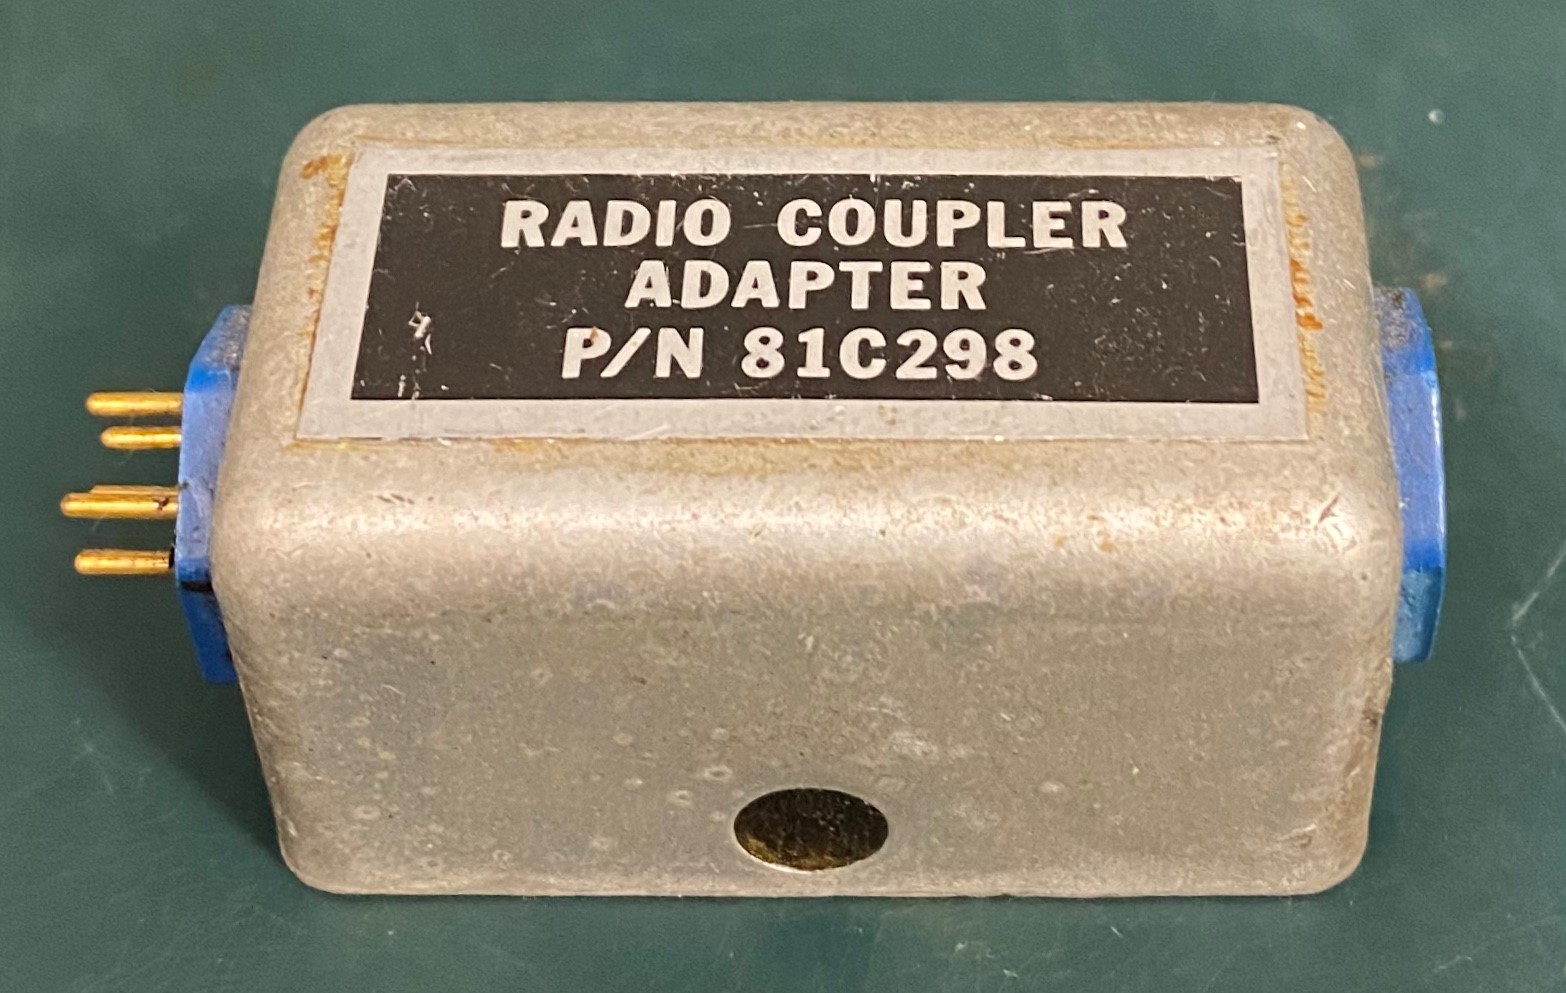 RADIO COUPLER
ADAPTER
P/N 81C298